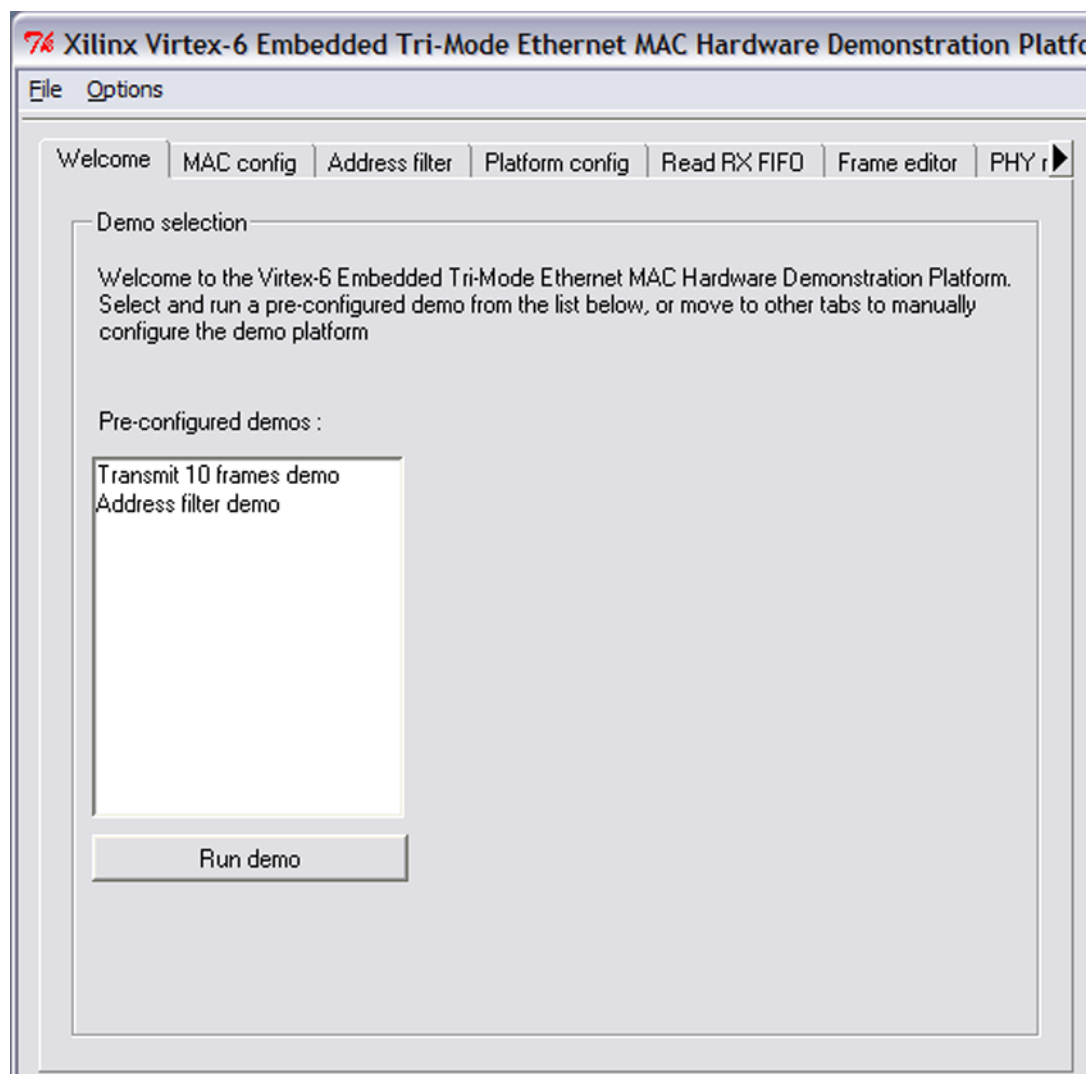 Xilinx Virtex-6 Embedded Tri-Mode Ethernet MAC Hardware Demonstration
File Options
Welcome MAC config Address filter Platform config Read RX FIFO Frame editor PHY
Demo selection
Welcome to the Virtex-6 Embedded Tri-Mode Ethernet MAC Hardware Demonstration Platform.
Select and run a pre-configured demo from the list below, or move to other tabs to manually
configure the demo platform
Pre-configured demos :
Transmit 10 frames demo
Address filter demo
Run demo